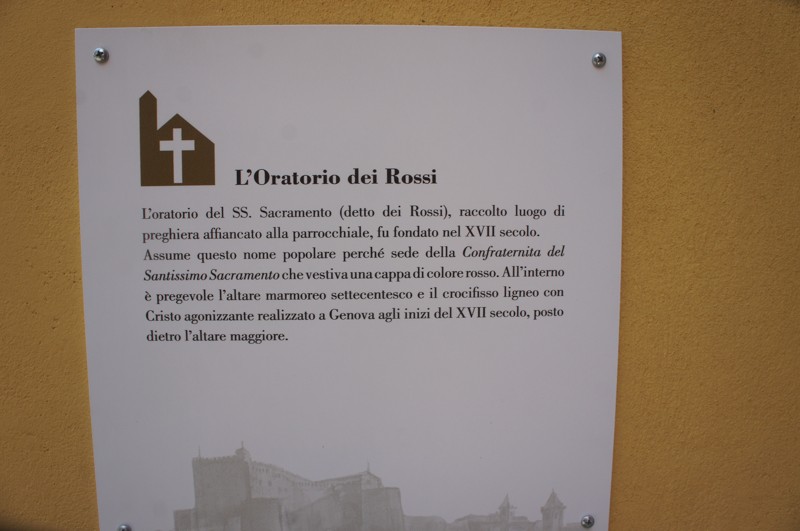 L'Oratorio dei Rossi
L'oratorio del SS. Sacramento (detto dei Rossi), raccolto luogo di
preghiera affiancato alla parrocchiale, fu fondato nel XVII secolo.
Assume questo nome popolare perché sede della Confraternita del
Santissimo Sacramento che vestiva una cappa di colore rosso. All'interno
è pregevole l'altare marmoreo settecentesco e il crocifisso ligneo con
Cristo agonizzante realizzato a Genova agli inizi del XVII secolo, posto
dietro l'altare maggiore.